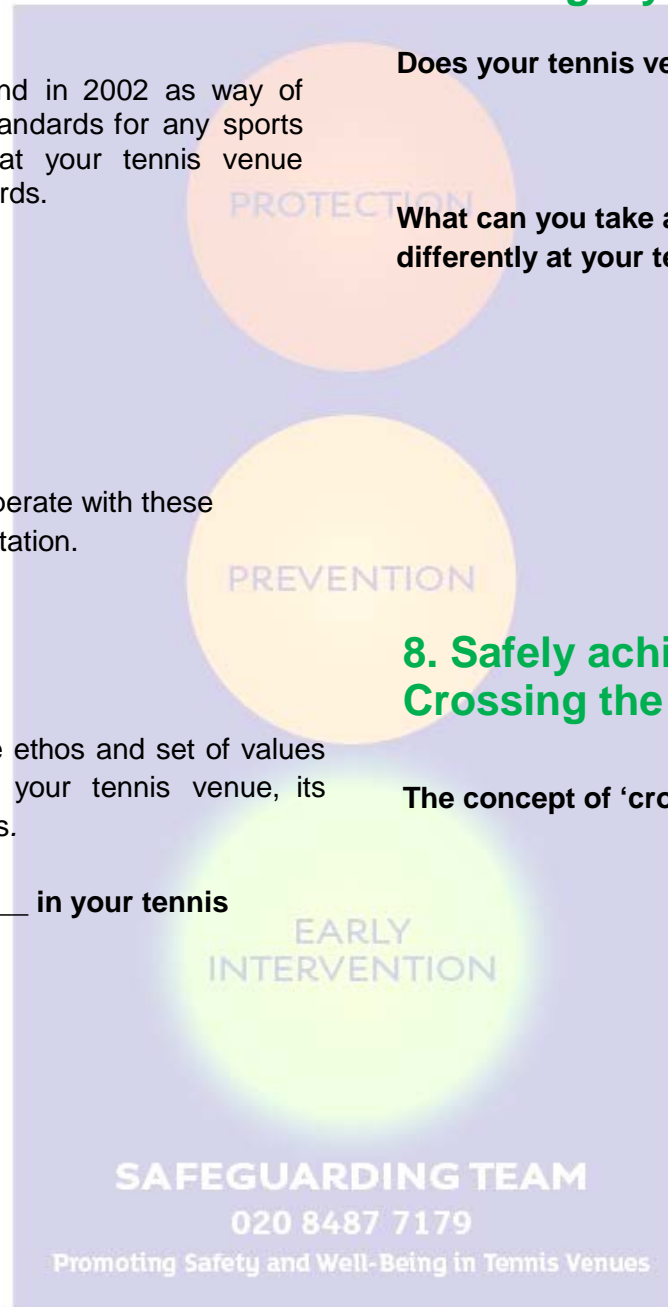 nd in 2002 as way of
tandards for any sports
at your tennis venue
rds.
perate with these
tation.
e ethos and set of values
your tennis venue, its
s.
__ in your tennis
Does your tennis ve
What can you take a
differently at your te
8. Safely achi
Crossing the
The concept of ‘cro
PROTECTION
PREVENTION
EARLY
INTERVENTION
SAFEGUARDING TEAM
020 8487 7179
Promoting Safety and Well-Being in Tennis Venues